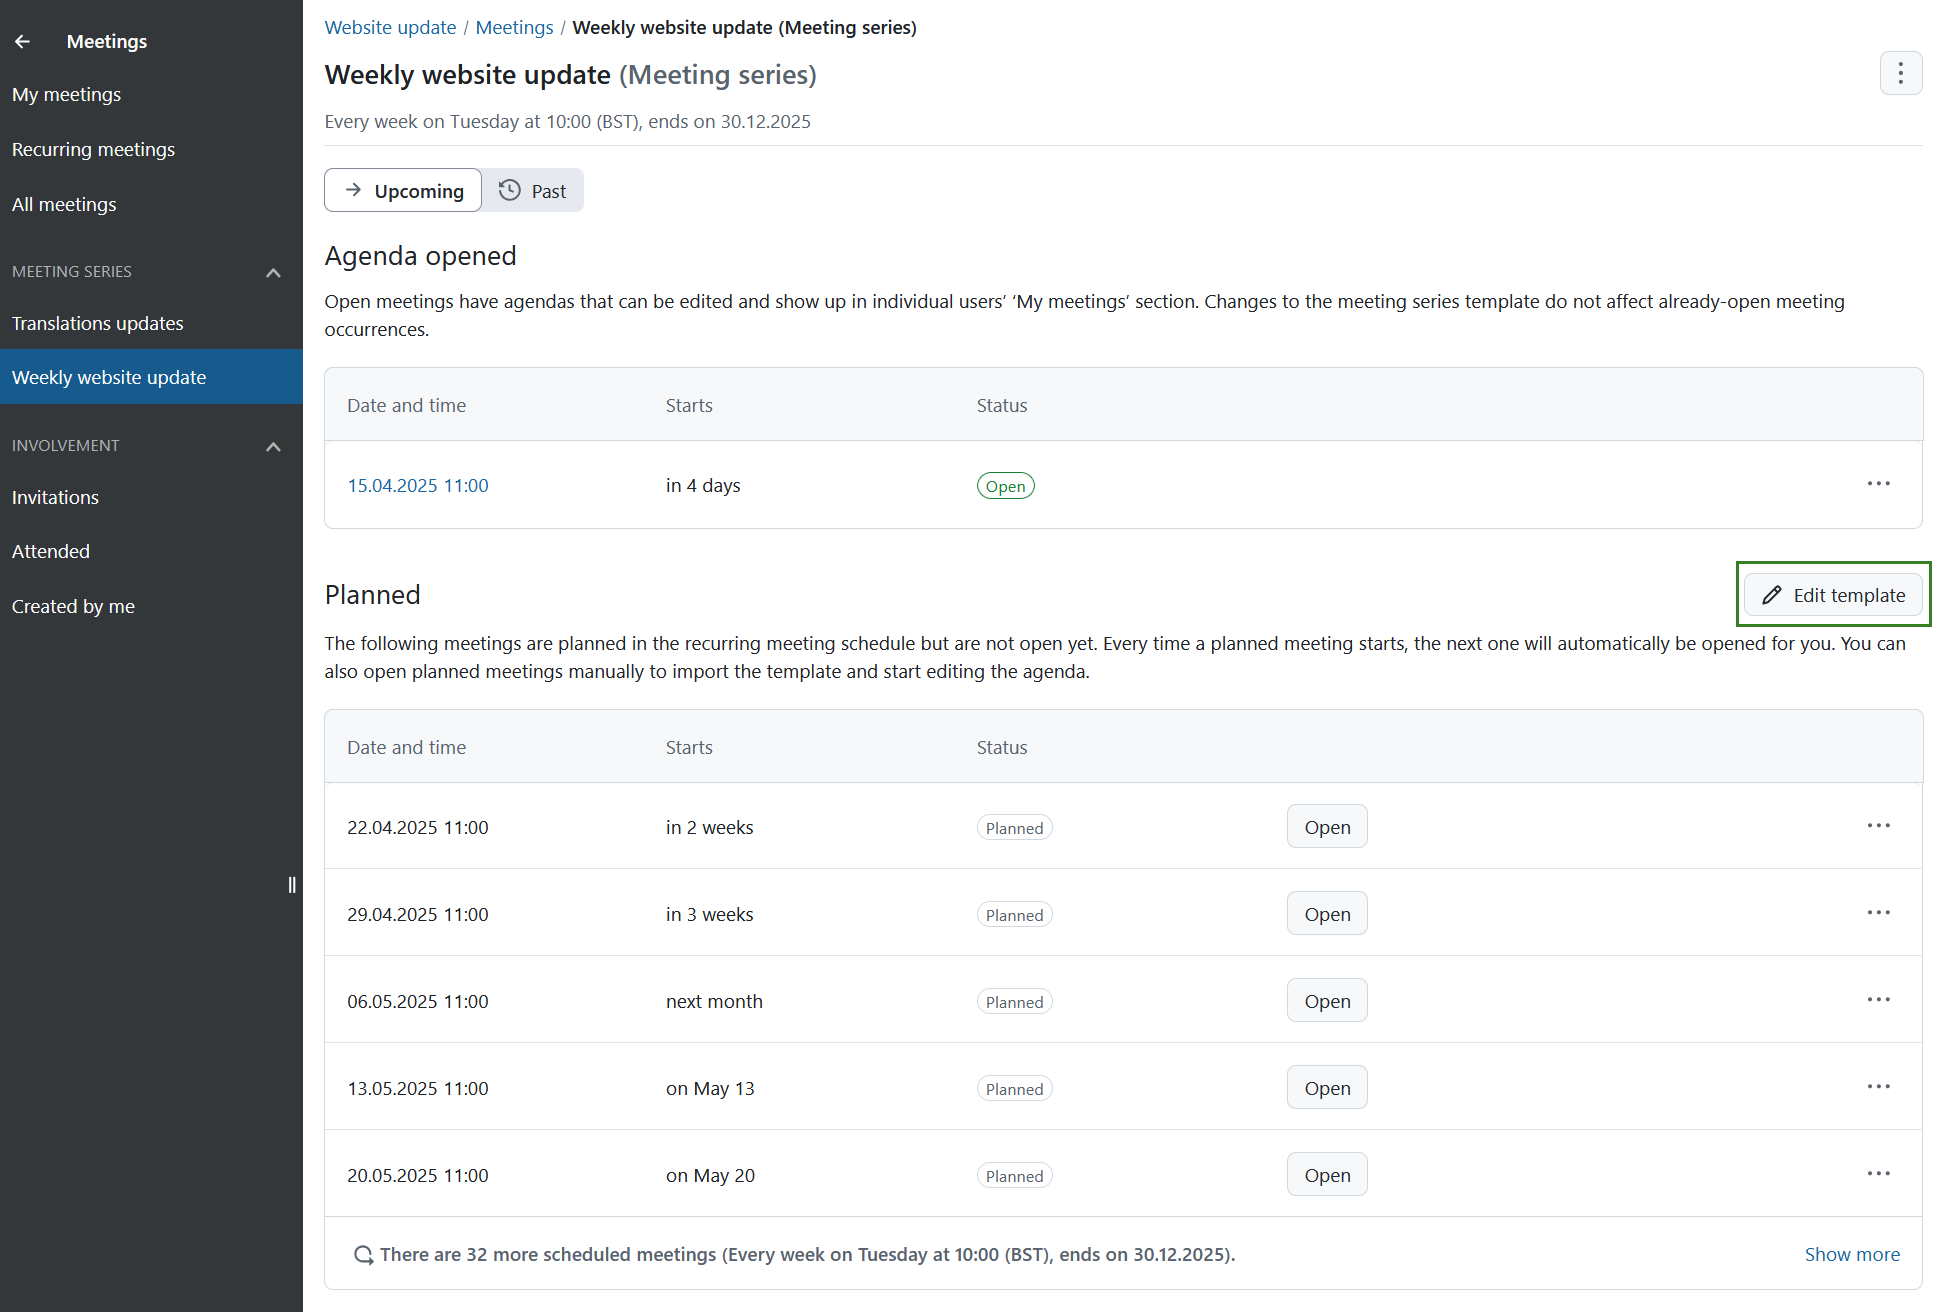 Meetings
My meetings
Recurring meetings
All meetings
MEETING SERIES
Translations updates
Weekly website update
INVOLVEMENT
Invitations
Attended
Created by me
Website update / Meetings / Weekly website update (Meeting series)
Weekly website update (Meeting series)
Every week on Tuesday at 10:00 (BST), ends on 30.12.2025
Upcoming Past
Agenda opened
Open meetings have agendas that can be edited and show up in individual users’ ‘My meetings’ section. Changes to the meeting series template do not affect already-open meeting
occurrences.
Date and time Starts Status
15.04.2025 11:00 in 4 days Open
Planned Edit template
The following meetings are planned in the recurring meeting schedule but are not open yet. Every time a planned meeting starts, the next one will automatically be opened for you. You can
also open planned meetings manually to import the template and start editing the agenda.
Date and time Starts Status
22.04.2025 11:00 in 2 weeks Planned Open
29.04.2025 11:00 in 3 weeks Planned Open
06.05.2025 11:00 next month Planned Open
13.05.2025 11:00 on May 13 Planned Open
20.05.2025 11:00 on May 20 Planned Open
There are 32 more scheduled meetings (Every week on Tuesday at 10:00 (BST), ends on 30.12.2025). Show more